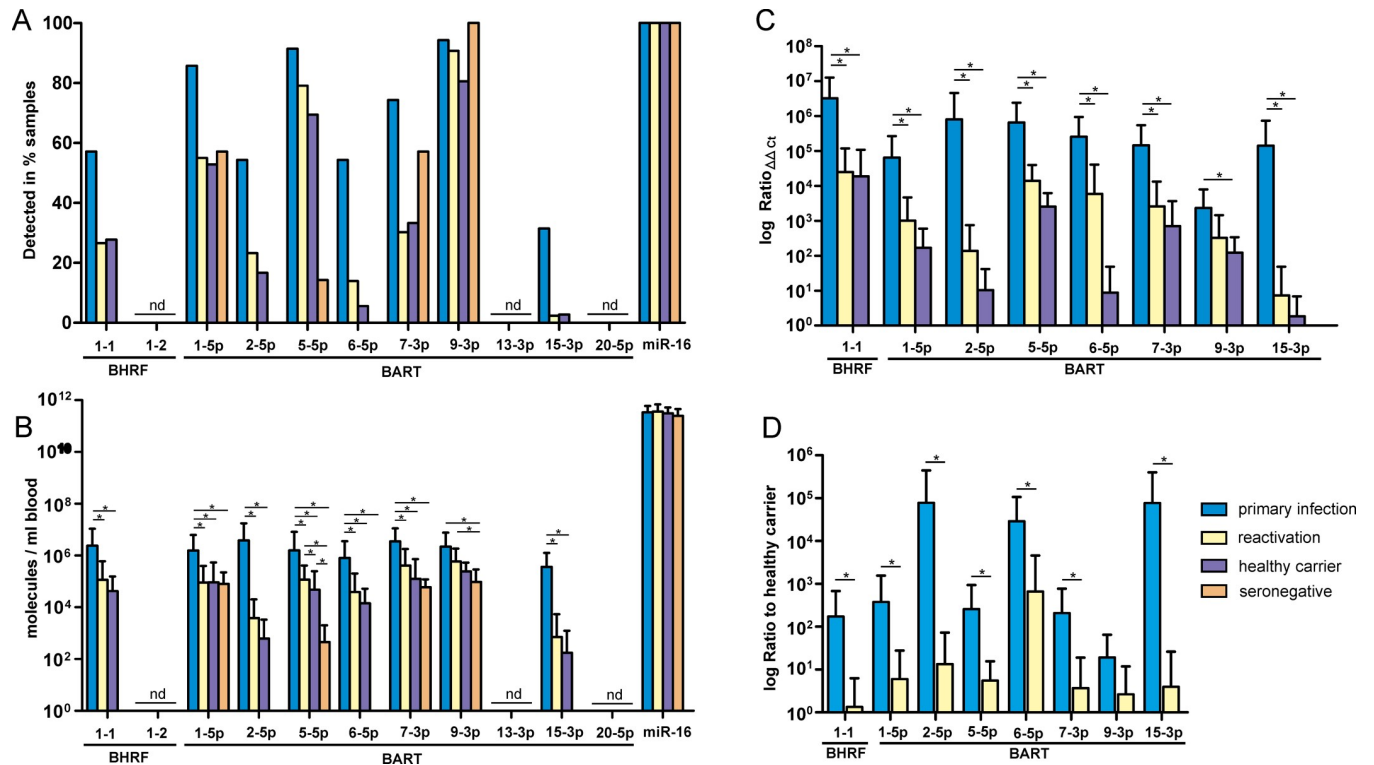 A
Detected in % samples
100
80
60
40
20
0
nd
nd
nd
1-1 1-2 1-5p 2-5p 5-5p 6-5p 7-3p 9-3p 13-3p 15-3p 20-5p miR-16
BHRF BART
B
molecules / ml blood
10^12
10^10
10^8
10^6
10^4
10^2
10^0
* * * * * * * * * * * * * * * * * * * * * *
nd
nd
nd
1-1 1-2 1-5p 2-5p 5-5p 6-5p 7-3p 9-3p 13-3p 15-3p 20-5p miR-16
BHRF BART
C
log Ratio ΔΔct
10^8
10^7
10^6
10^5
10^4
10^3
10^2
10^1
10^0
* * * * * * * * * * * * * * *
1-1 1-5p 2-5p 5-5p 6-5p 7-3p 9-3p 15-3p
BHRF BART
D
log Ratio to healthy carrier
10^6
10^5
10^4
10^3
10^2
10^1
10^0
* * * * * * *
1-1 1-5p 2-5p 5-5p 6-5p 7-3p 9-3p 15-3p
BHRF BART
primary infection
reactivation
healthy carrier
seronegative